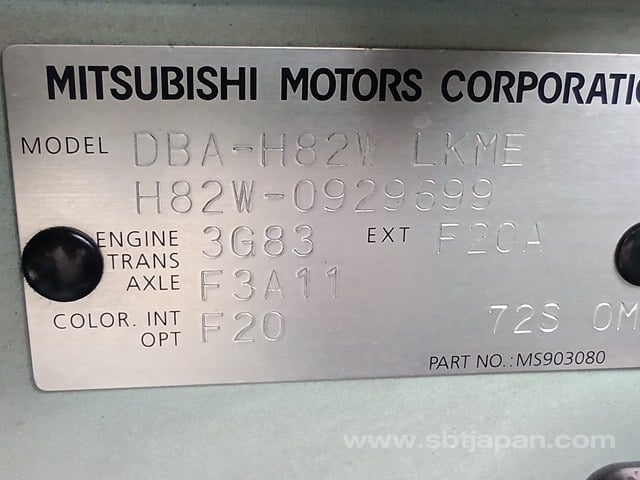 MITSUBISHI MOTORS CORPORATIO
MODEL DBA-H82W LKME
H82W-0929699
ENGINE 3G83 EXT F20A
TRANS
AXLE F3A11
COLOR. INT F20 72S OM
OPT
PART NO.:MS903080
www.sbtjapan.com